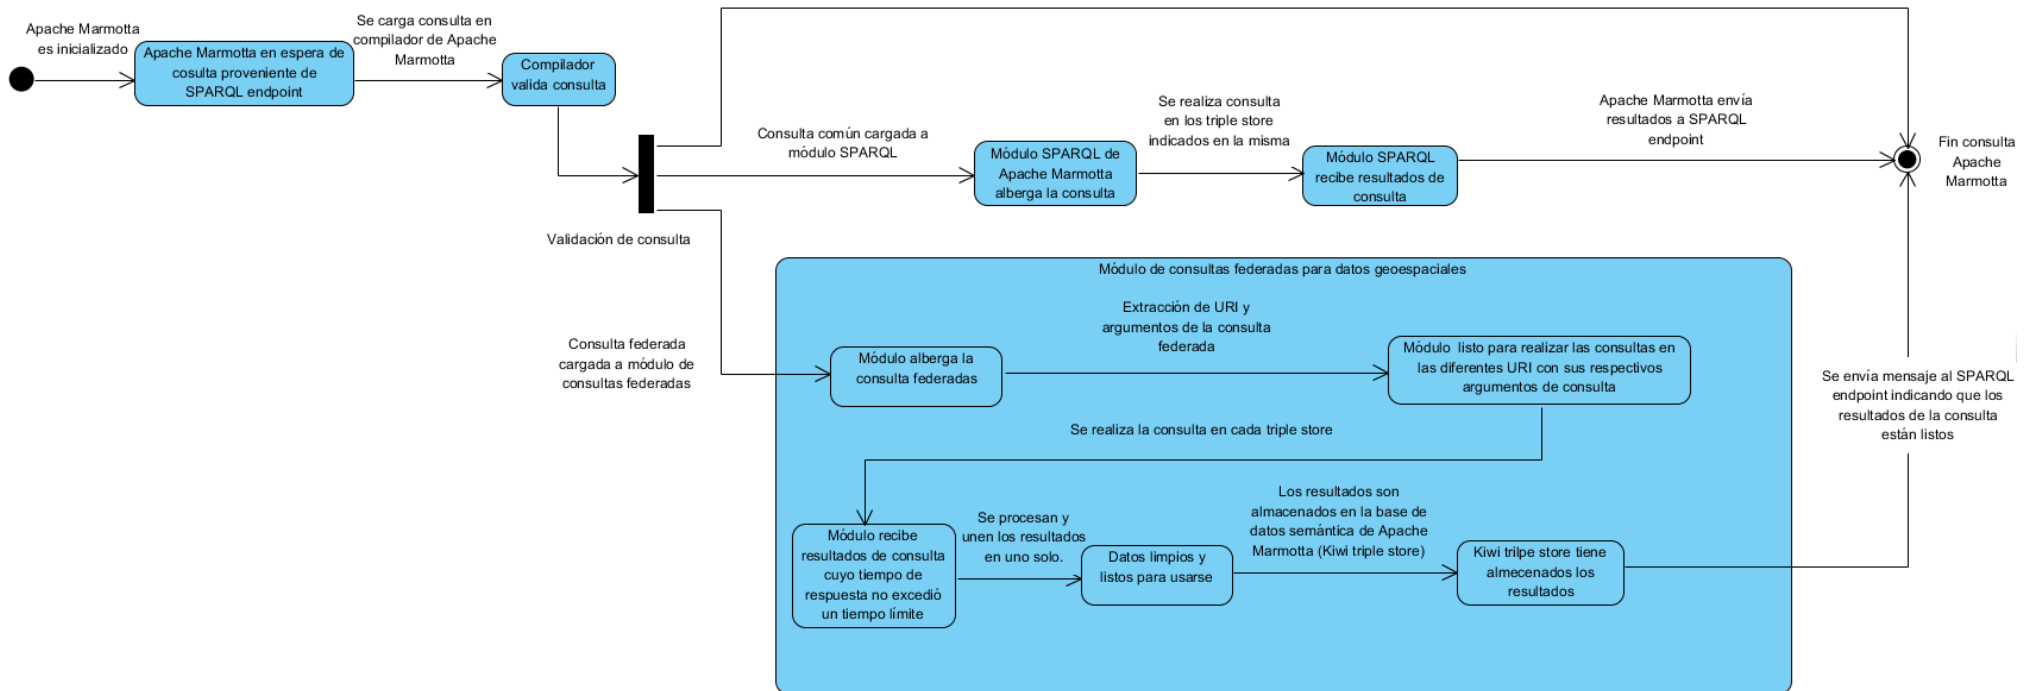 Apache Marmotta
es inicializado
Apache Marmotta en espera de
cosulta proveniente de
SPARQL endpoint
Se carga consulta en
compilador de Apache
Marmotta
Compilador
valida consulta
Validación de consulta
Consulta común cargada a
módulo SPARQL
Módulo SPARQL de
Apache Marmotta
alberga la consulta
Se realiza consulta
en los triple store
indicados en la misma
Módulo SPARQL
recibe resultados de
consulta
Apache Marmotta envía
resultados a SPARQL
endpoint
Fin consulta
Apache
Marmotta
Consulta federada
cargada a módulo de
consultas federadas
Módulo de consultas federadas para datos geoespaciales
Módulo alberga la
consulta federadas
Extracción de URI y
argumentos de la consulta
federada
Módulo listo para realizar las consultas en
las diferentes URI con sus respectivos
argumentos de consulta
Se realiza la consulta en cada triple store
Módulo recibe
resultados de consulta
cuyo tiempo de
respuesta no excedió
un tiempo límite
Se procesan y
unen los resultados
en uno solo.
Datos limpios y
listos para usarse
Los resultados son
almacenados en la base de
datos semántica de Apache
Marmotta (Kiwi triple store)
Kiwi trilpe store tiene
almecenados los
resultados
Se envía mensaje al SPARQL
endpoint indicando que los
resultados de la consulta
están listos